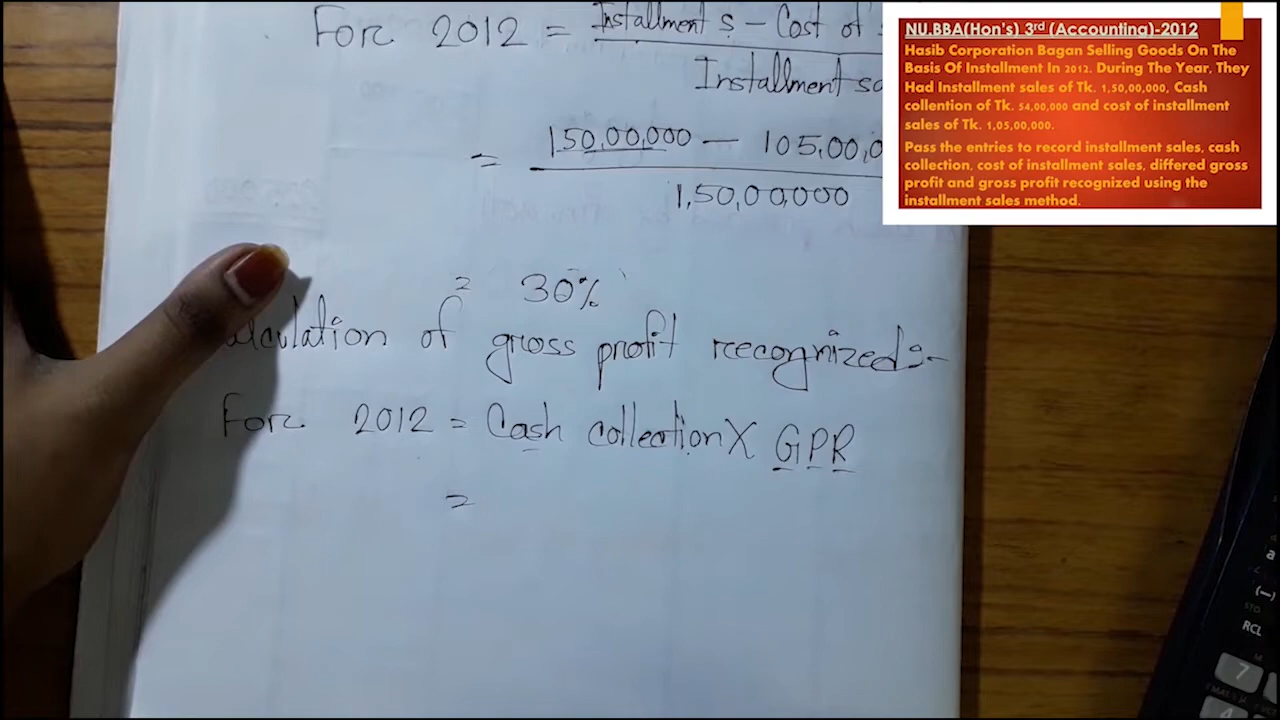 For 2012 = Installment s - Cost of
Installment sa
= 150,00,000 - 105,00,0
1,50,00,000
= 30%
alculation of gross profit recognized:-
For 2012 = Cash collection X GPR
=
NU.BBA(Hon's) 3rd (Accounting)-2012
Hasib Corporation Bagan Selling Goods On The
Basis Of Installment In 2012. During The Year, They
Had Installment sales of Tk. 1,50,00,000, Cash
collention of Tk. 54,00,000 and cost of installment
sales of Tk. 1,05,00,000.
Pass the entries to record installment sales, cash
collection, cost of installment sales, differed gross
profit and gross profit recognized using the
installment sales method.
a
(-)
STO
RCL
7
4